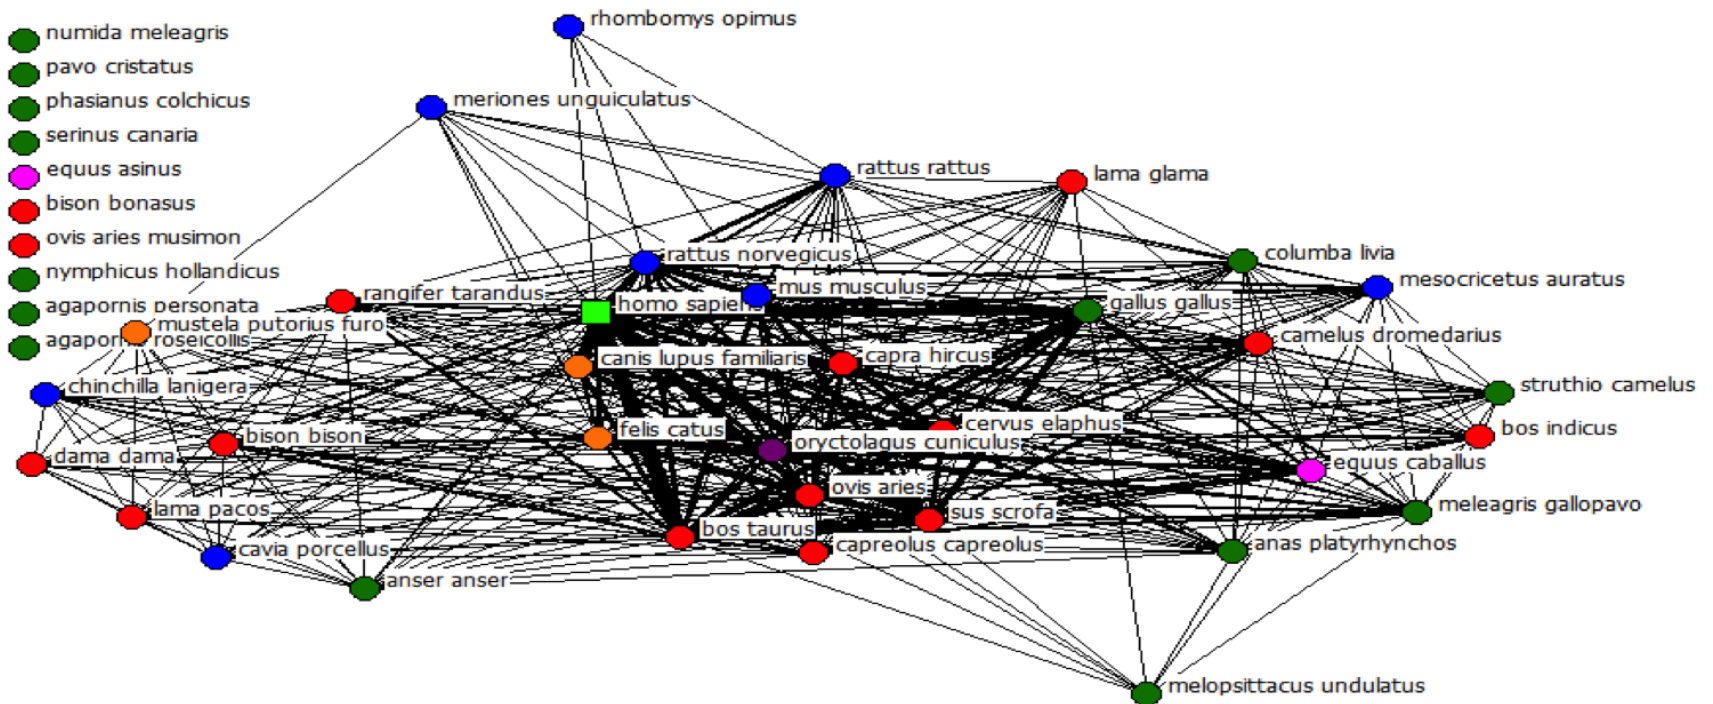 numida meleagris
pavo cristatus
phasianus colchicus
serinus canaria
equus asinus
bison bonasus
ovis aries musimon
nymphicus hollandicus
agapornis personata
agapornis roseicollis
rhombomys opimus
meriones unguiculatus
rattus rattus
lama glama
rattus norvegicus
columba livia
mus musculus
mesocricetus auratus
rangifer tarandus
homo sapiens
gallus gallus
mustela putorius furo
camelus dromedarius
canis lupus familiaris
capra hircus
chinchilla lanigera
struthio camelus
felis catus
cervus elaphus
bos indicus
bison bison
oryctolagus cuniculus
dama dama
equus caballus
ovis aries
lama pacos
sus scrofa
meleagris gallopavo
bos taurus
capreolus capreolus
anas platyrhynchos
cavia porcellus
anser anser
melopsittacus undulatus